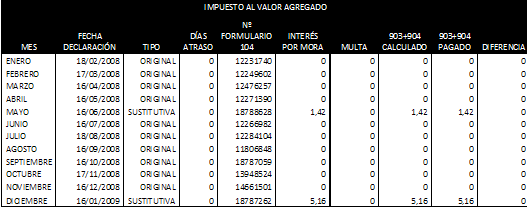 IMPUESTO AL VALOR AGREGADO
MES FECHA DECLARACIÓN TIPO DÍAS ATRASO Nº FORMULARIO 104 INTERÉS POR MORA MULTA 903+904 CALCULADO 903+904 PAGADO DIFERENCIA
ENERO 18/02/2008 ORIGINAL 0 12231740 0 0 0 0 0
FEBRERO 17/03/2008 ORIGINAL 0 12249602 0 0 0 0 0
MARZO 16/04/2008 ORIGINAL 0 12476257 0 0 0 0 0
ABRIL 16/05/2008 ORIGINAL 0 12271390 0 0 0 0 0
MAYO 16/06/2008 SUSTITUTIVA 0 18788628 1,42 0 1,42 1,42 0
JUNIO 16/07/2008 ORIGINAL 0 12266982 0 0 0 0 0
JULIO 18/08/2008 ORIGINAL 0 12284104 0 0 0 0 0
AGOSTO 16/09/2008 ORIGINAL 0 11806848 0 0 0 0 0
SEPTIEMBRE 16/10/2008 ORIGINAL 0 18787059 0 0 0 0 0
OCTUBRE 17/11/2008 ORIGINAL 0 13948524 0 0 0 0 0
NOVIEMBRE 16/12/2008 ORIGINAL 0 14661501 0 0 0 0 0
DICIEMBRE 16/01/2009 SUSTITUTIVA 0 18787262 5,16 0 5,16 5,16 0